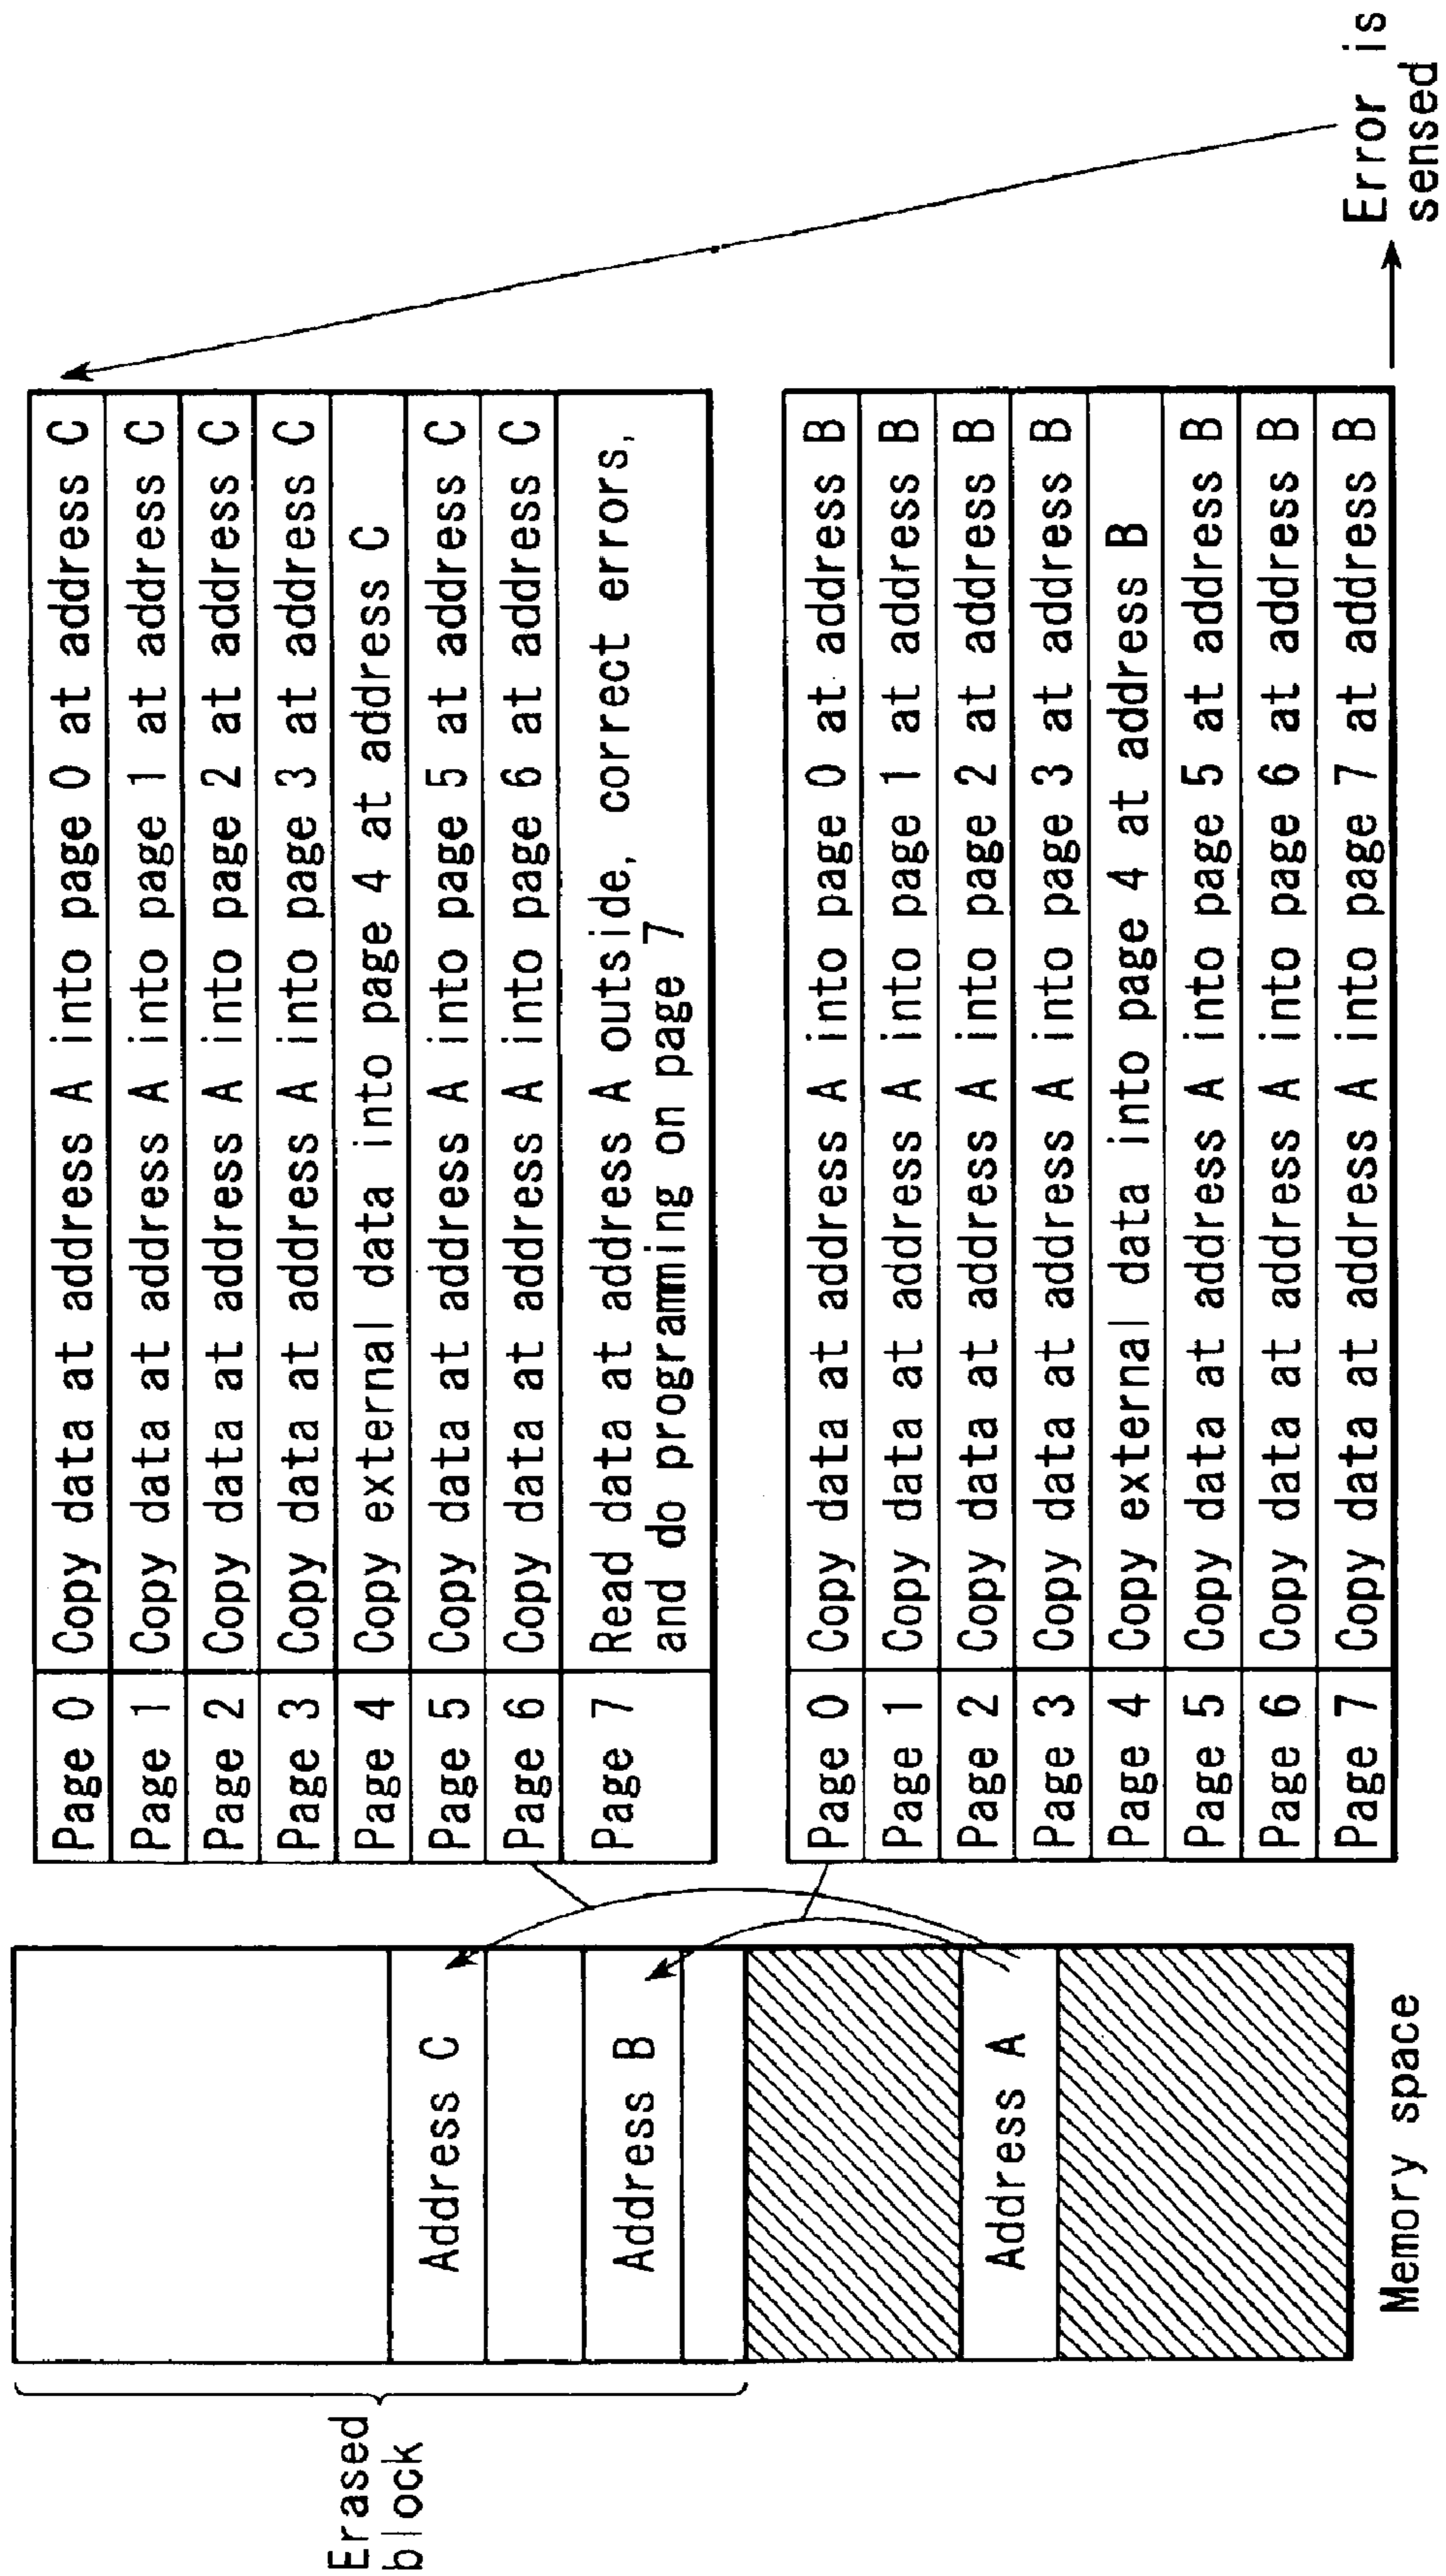 Erased
block
Address C
Address B
Address A
Memory space
Page 0 Copy data at address A into page 0 at address C
Page 1 Copy data at address A into page 1 at address C
Page 2 Copy data at address A into page 2 at address C
Page 3 Copy data at address A into page 3 at address C
Page 4 Copy external data into page 4 at address C
Page 5 Copy data at address A into page 5 at address C
Page 6 Copy data at address A into page 6 at address C
Page 7 Read data at address A outside, correct errors,
and do programming on page 7
Page 0 Copy data at address A into page 0 at address B
Page 1 Copy data at address A into page 1 at address B
Page 2 Copy data at address A into page 2 at address B
Page 3 Copy data at address A into page 3 at address B
Page 4 Copy external data into page 4 at address B
Page 5 Copy data at address A into page 5 at address B
Page 6 Copy data at address A into page 6 at address B
Page 7 Copy data at address A into page 7 at address B
Error is
sensed